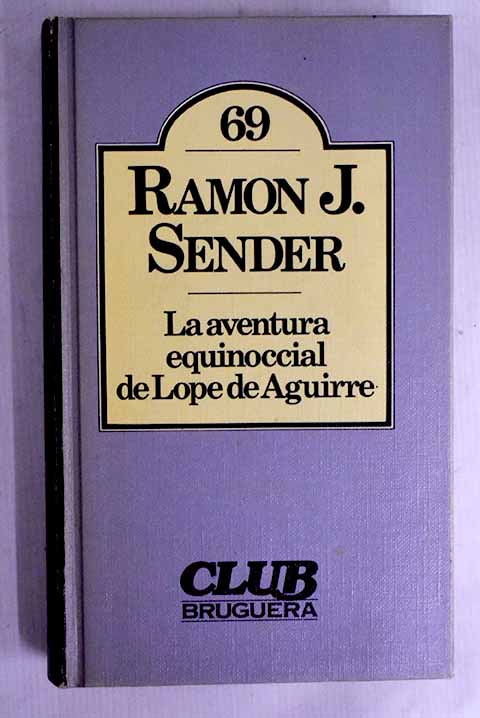 69
RAMON J.
SENDER
La aventura
equinoccial
de Lope de Aguirre
CLUB
BRUGUERA